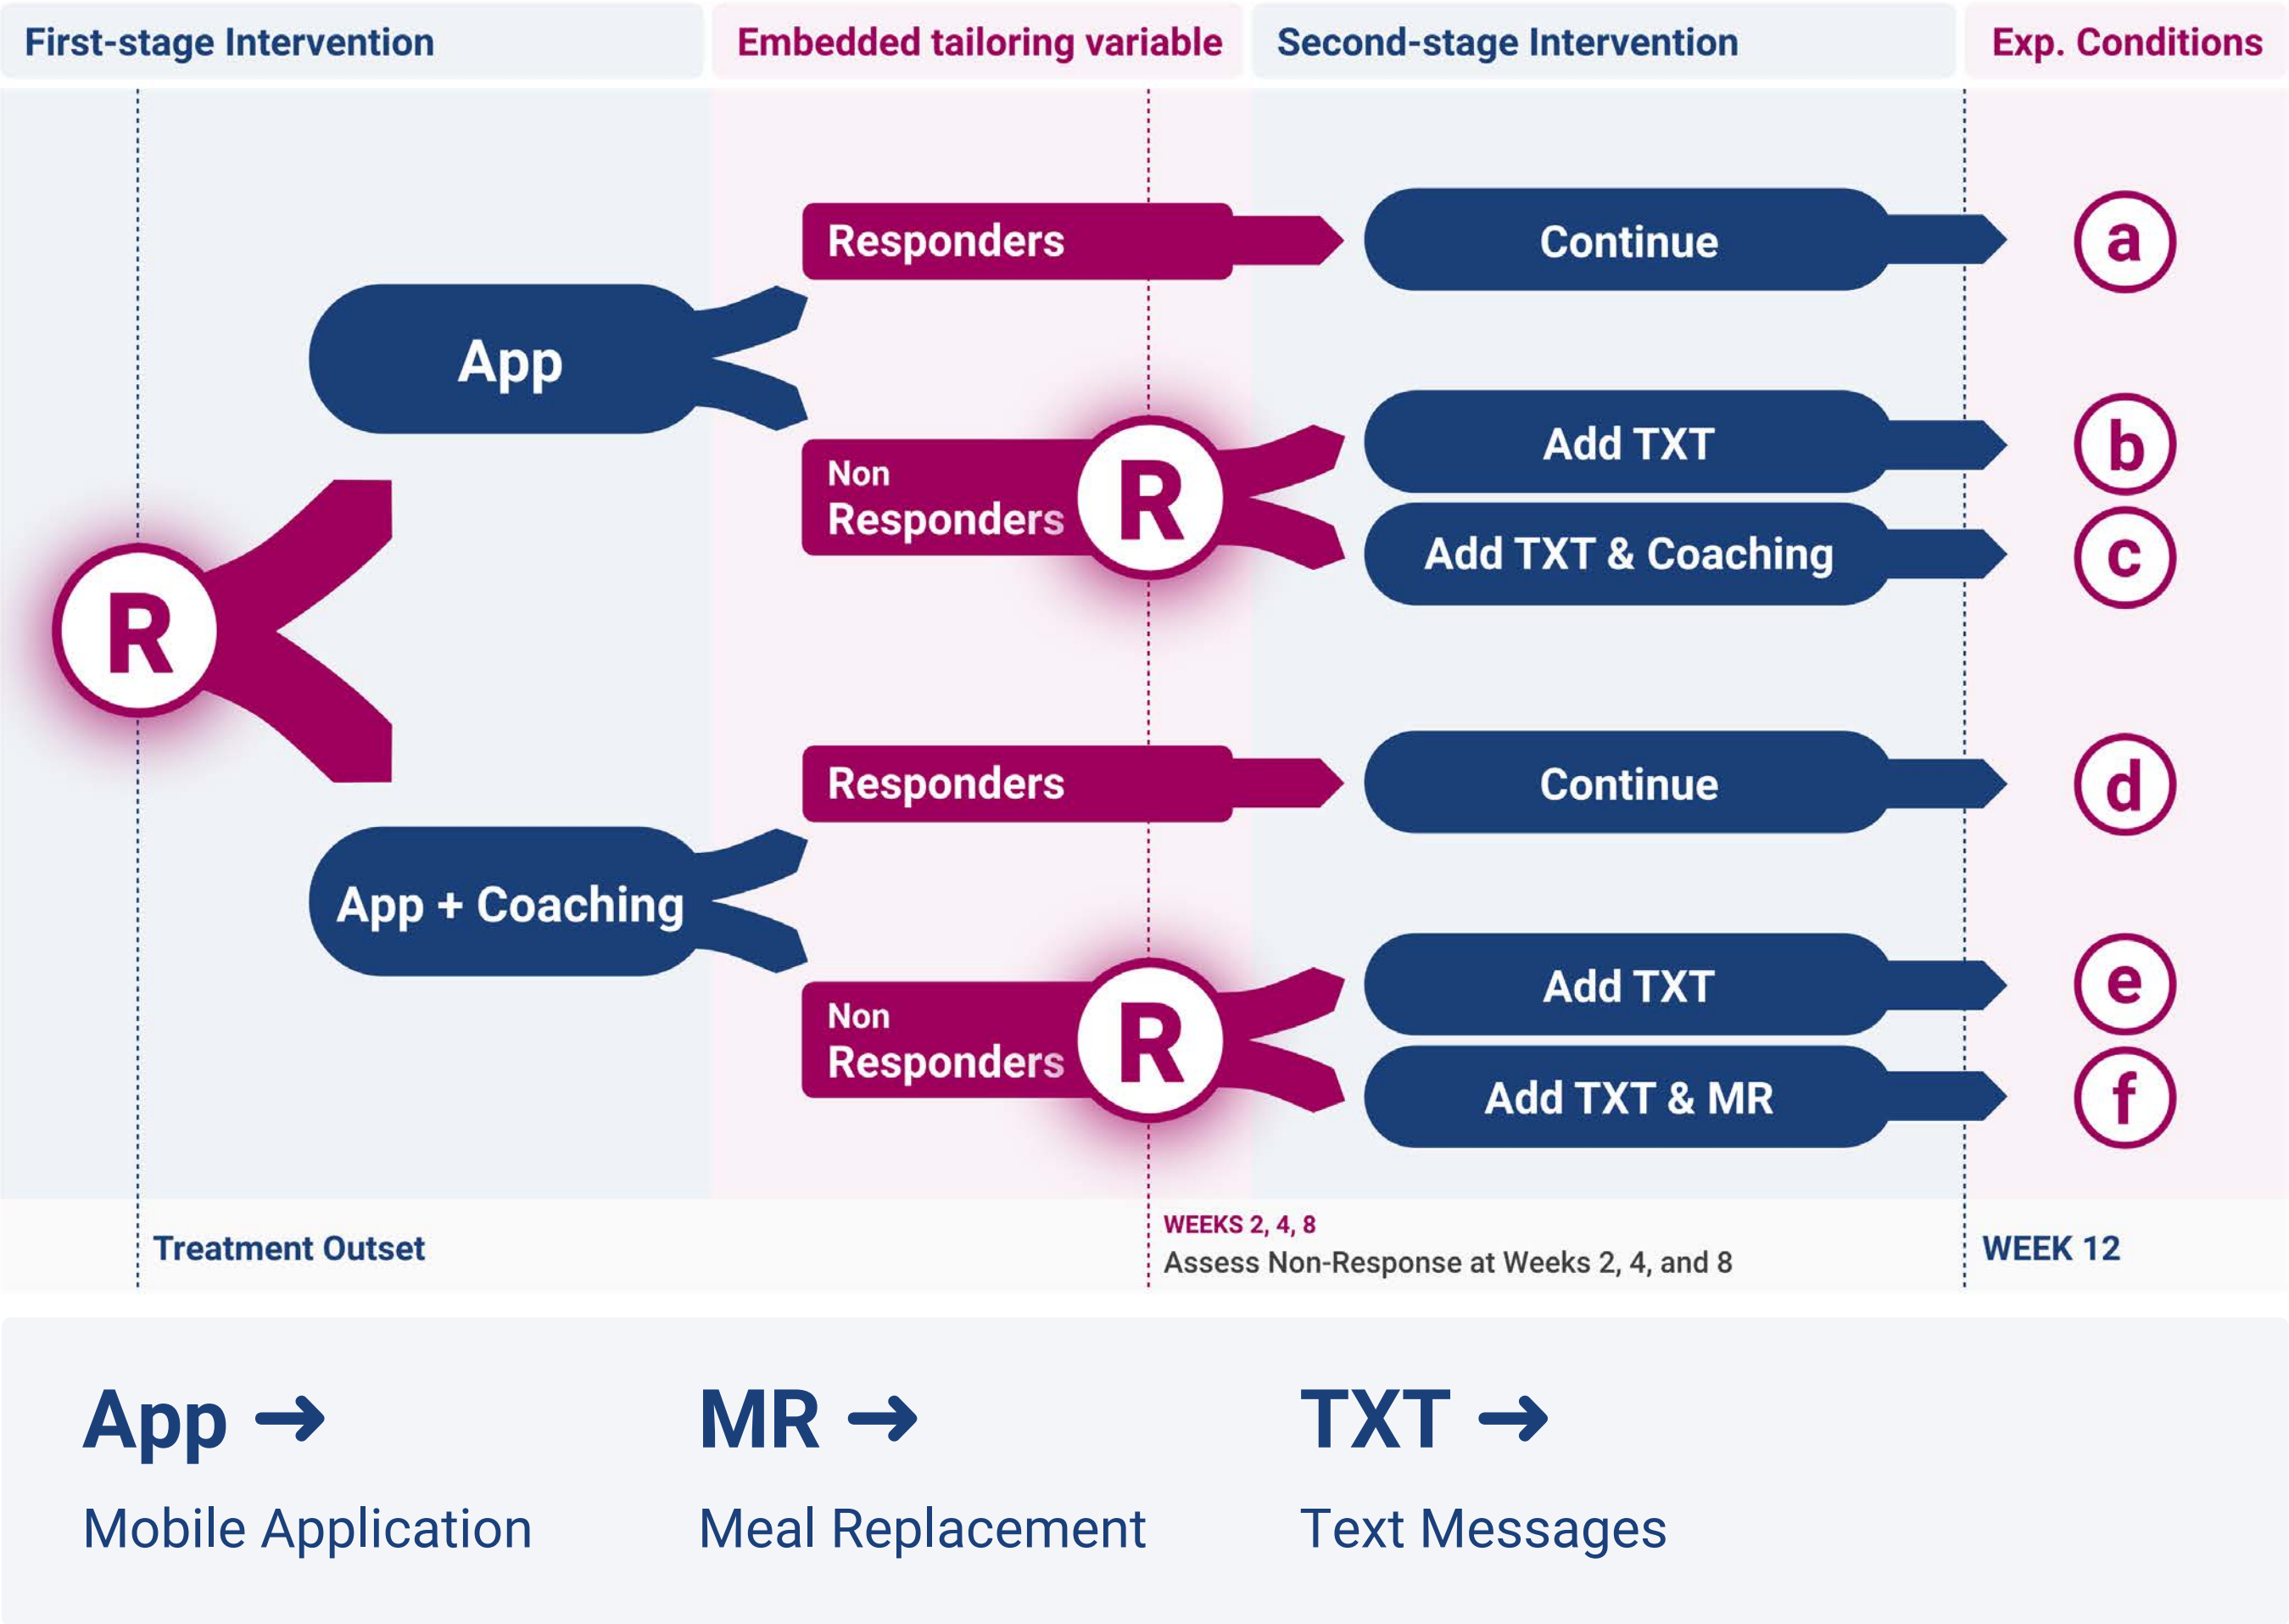 First-stage Intervention
Embedded tailoring variable
Second-stage Intervention
Exp. Conditions
Responders
Continue
a
App
Non
Responders
R
Add TXT
b
Add TXT & Coaching
c
R
Responders
Continue
d
App + Coaching
Non
Responders
R
Add TXT
e
Add TXT & MR
f
Treatment Outset
WEEKS 2, 4, 8
Assess Non-Response at Weeks 2, 4, and 8
WEEK 12
App →
Mobile Application
MR →
Meal Replacement
TXT →
Text Messages